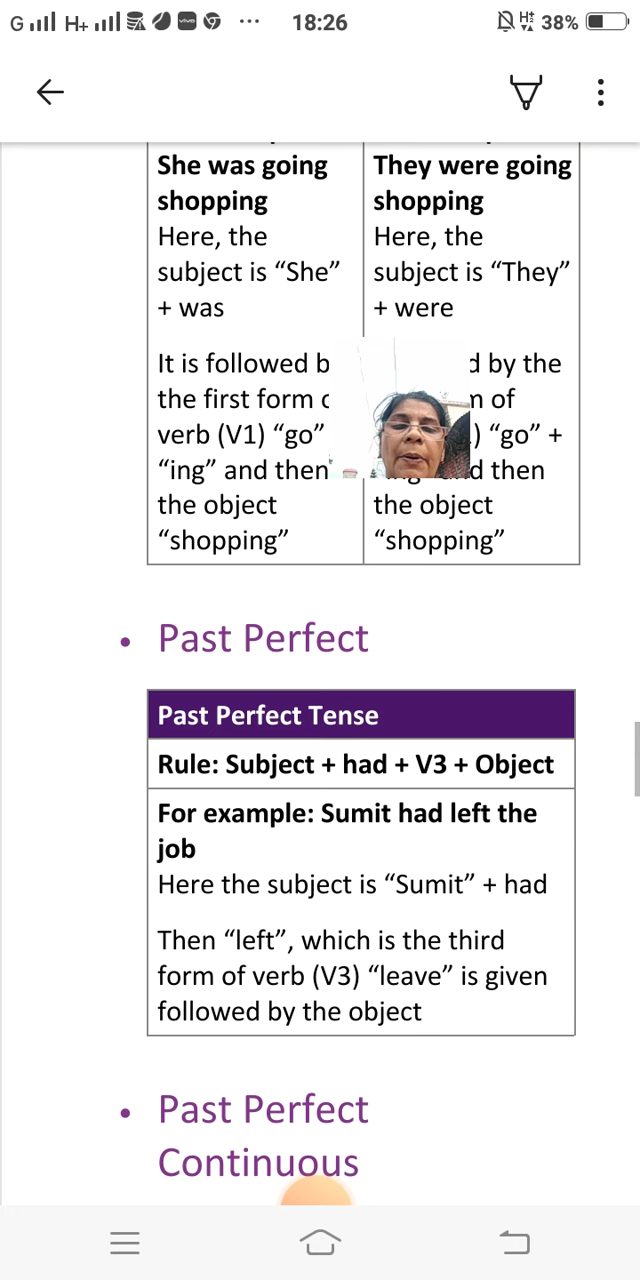 G H+ vivo ... 18:26 38%
She was going
shopping
Here, the
subject is “She”
+ was
It is followed b
the first form
verb (V1) “go”
“ing” and then
the object
“shopping”
They were going
shopping
Here, the
subject is “They”
+ were
d by the
of
) “go” +
then
the object
“shopping”
• Past Perfect
Past Perfect Tense
Rule: Subject + had + V3 + Object
For example: Sumit had left the
job
Here the subject is “Sumit” + had
Then “left”, which is the third
form of verb (V3) “leave” is given
followed by the object
• Past Perfect
Continuous